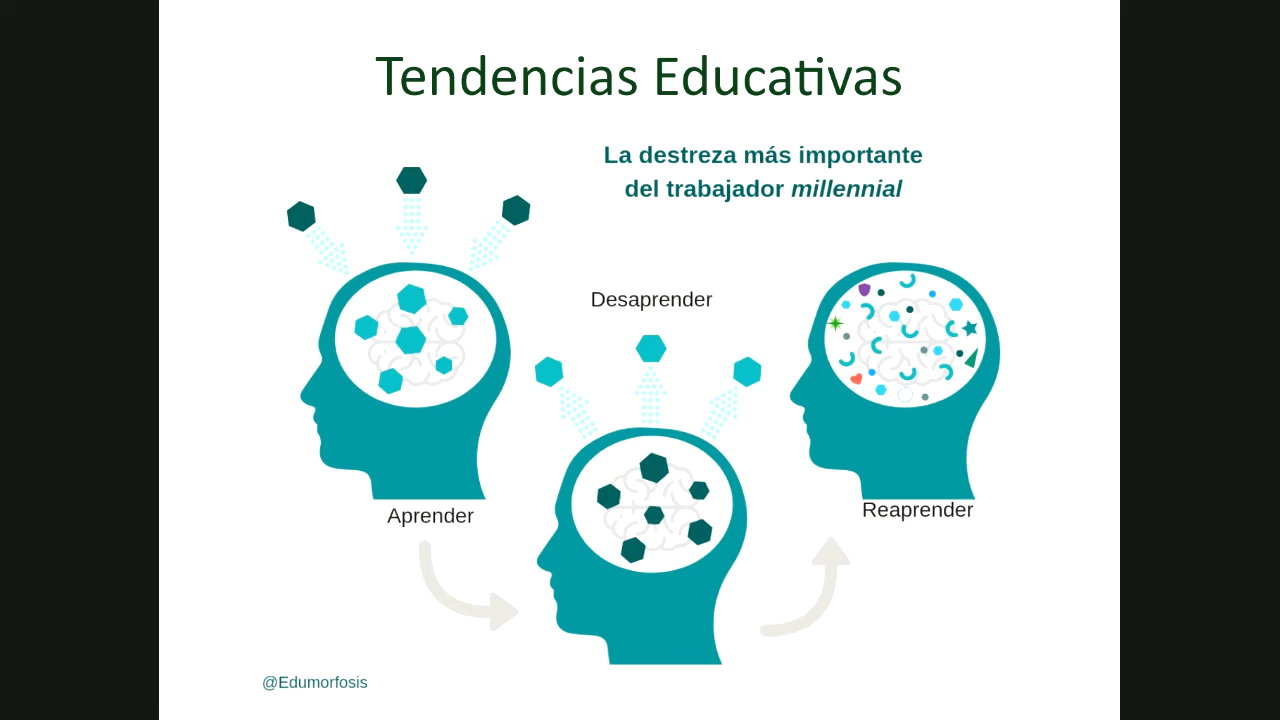 Tendencias Educativas
La destreza más importante
del trabajador millennial
Desaprender
Aprender
Reaprender
@Edumorfosis